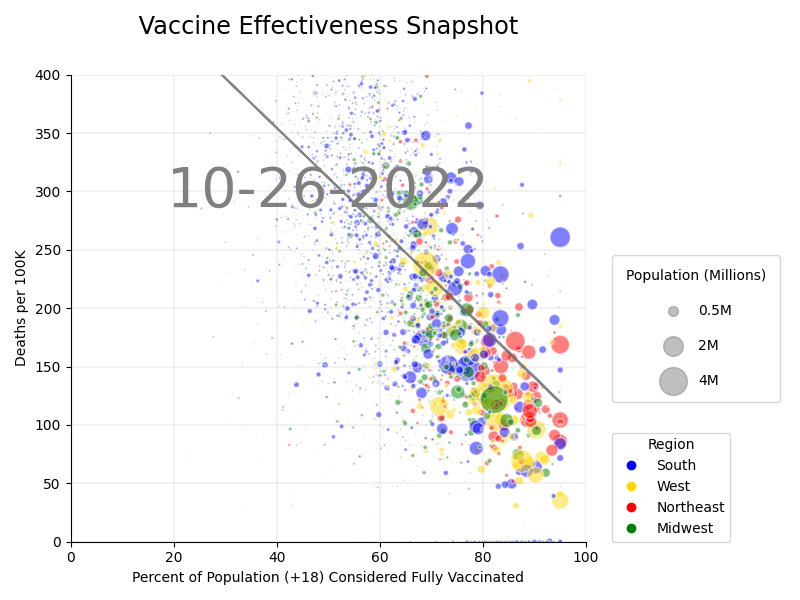 Vaccine Effectiveness Snapshot
400
350
300
250
200
150
100
50
0
Deaths per 100K
10-26-2022
0 20 40 60 80 100
Percent of Population (+18) Considered Fully Vaccinated
Population (Millions)
0.5M
2M
4M
Region
South
West
Northeast
Midwest